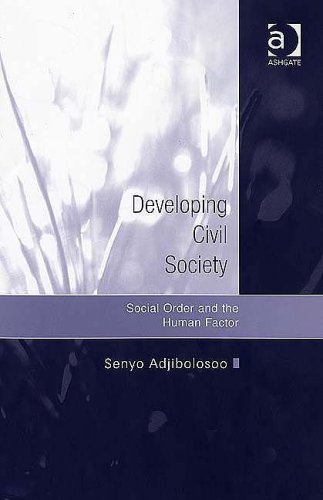 a
ASHGATE
Developing
Civil
Society
Social Order and the
Human Factor
Senyo Adjibolosoo